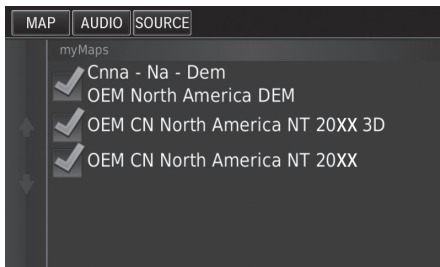 MAP AUDIO SOURCE
myMaps
Cnna - Na - Dem
OEM North America DEM
OEM CN North America NT 20XX 3D
OEM CN North America NT 20XX